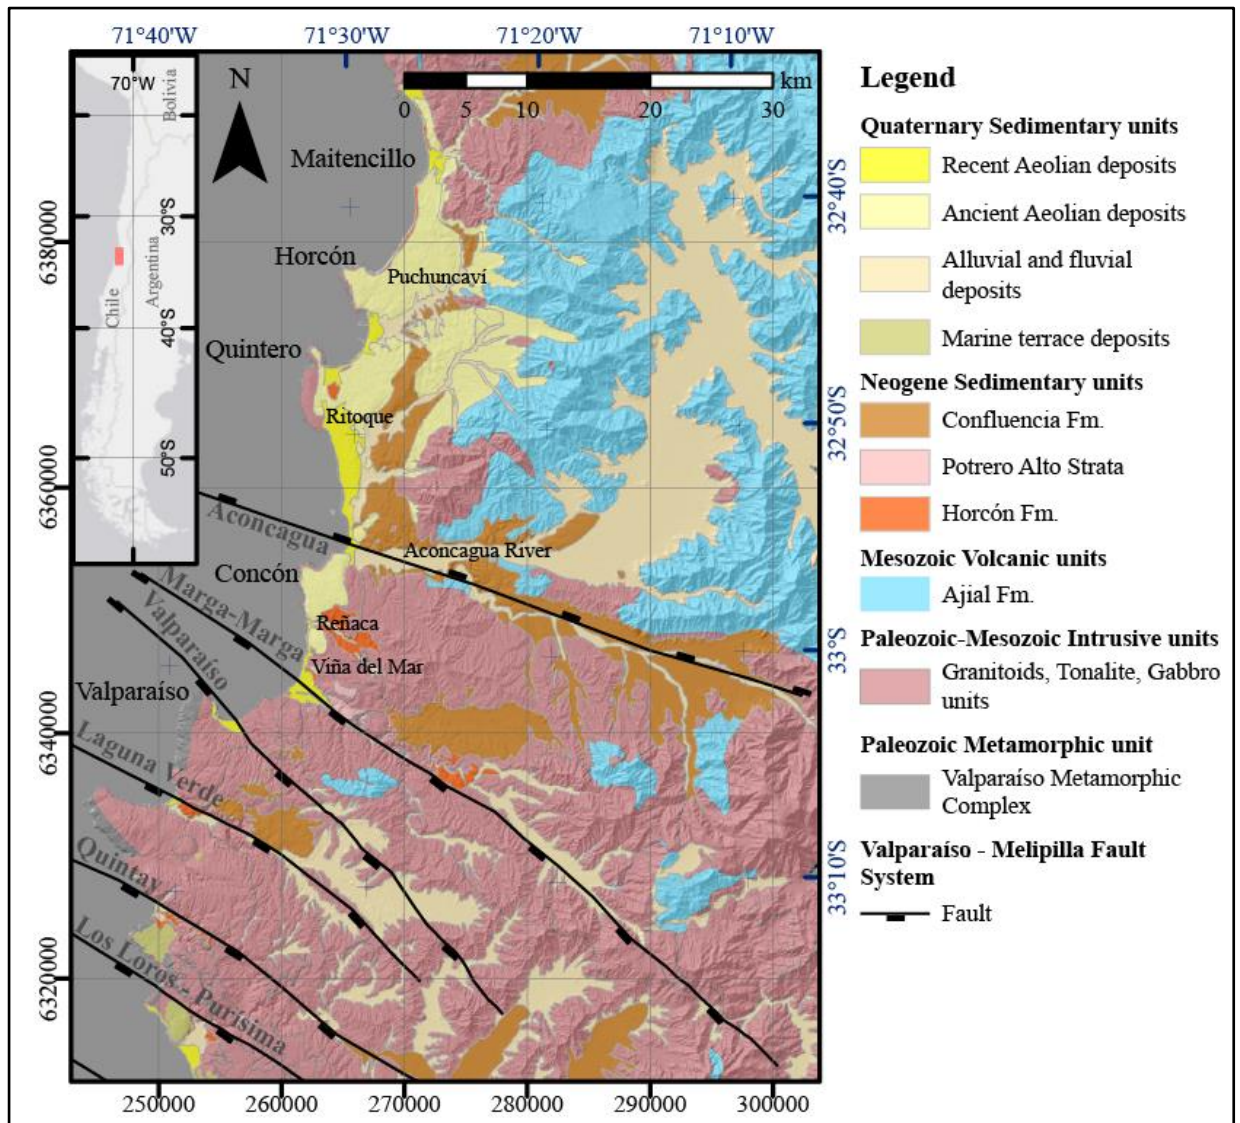 71°40'W 71°30'W 71°20'W 71°10'W
70°W
Bolivia
N
km
0 5 10 20 30
Maitencillo
32°40'S
30°S
6380000
Horcón
Argentina
Puchuncaví
Chile
40°S
Quintero
Ritoque
32°50'S
50°S
6360000
Aconcagua
Aconcagua River
Concón
Marga-Marga
Valparaíso
Reñaca
33°S
Viña del Mar
Valparaíso
6340000
Laguna Verde
33°10'S
Quintay
Los Loros - Purísima
6320000
250000 260000 270000 280000 290000 300000
Legend
Quaternary Sedimentary units
Recent Aeolian deposits
Ancient Aeolian deposits
Alluvial and fluvial
deposits
Marine terrace deposits
Neogene Sedimentary units
Confluencia Fm.
Potrero Alto Strata
Horcón Fm.
Mesozoic Volcanic units
Ajial Fm.
Paleozoic-Mesozoic Intrusive units
Granitoids, Tonalite, Gabbro
units
Paleozoic Metamorphic unit
Valparaíso Metamorphic
Complex
Valparaíso - Melipilla Fault
System
Fault